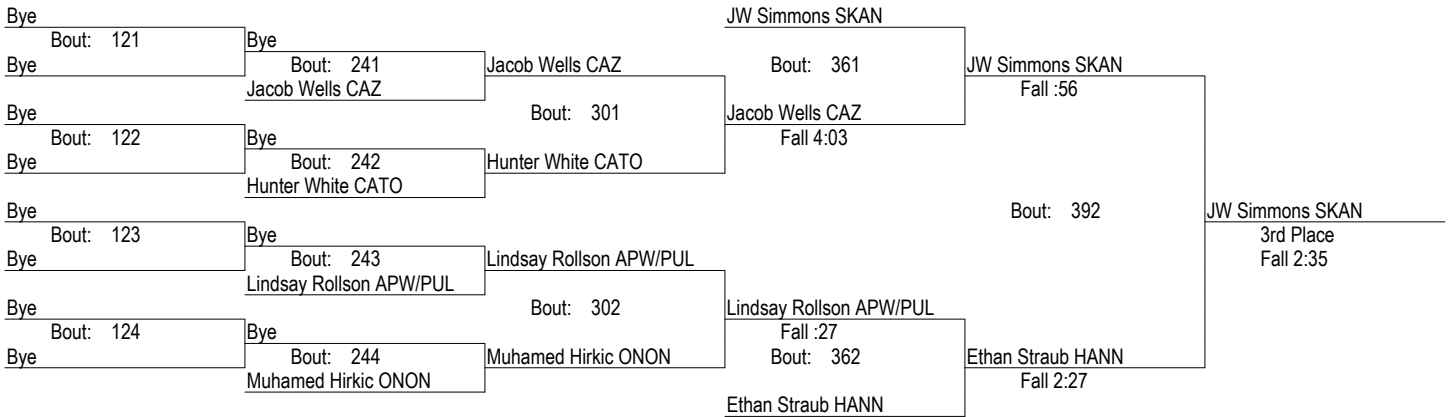 Bye JW Simmons SKAN
Bout: 121 Bye
Bye Bout: 241 Jacob Wells CAZ Bout: 361 JW Simmons SKAN
Jacob Wells CAZ Fall :56
Bye Bout: 301 Jacob Wells CAZ
Bout: 122 Bye Fall 4:03
Bye Bout: 242 Hunter White CATO
Hunter White CATO
Bye Bout: 392 JW Simmons SKAN
Bout: 123 Bye 3rd Place
Bye Bout: 243 Lindsay Rollson APW/PUL Fall 2:35
Lindsay Rollson APW/PUL
Bye Bout: 302 Lindsay Rollson APW/PUL
Bout: 124 Bye Fall :27
Bye Bout: 244 Muhamed Hirkic ONON Bout: 362 Ethan Straub HANN
Muhamed Hirkic ONON Fall 2:27
Ethan Straub HANN